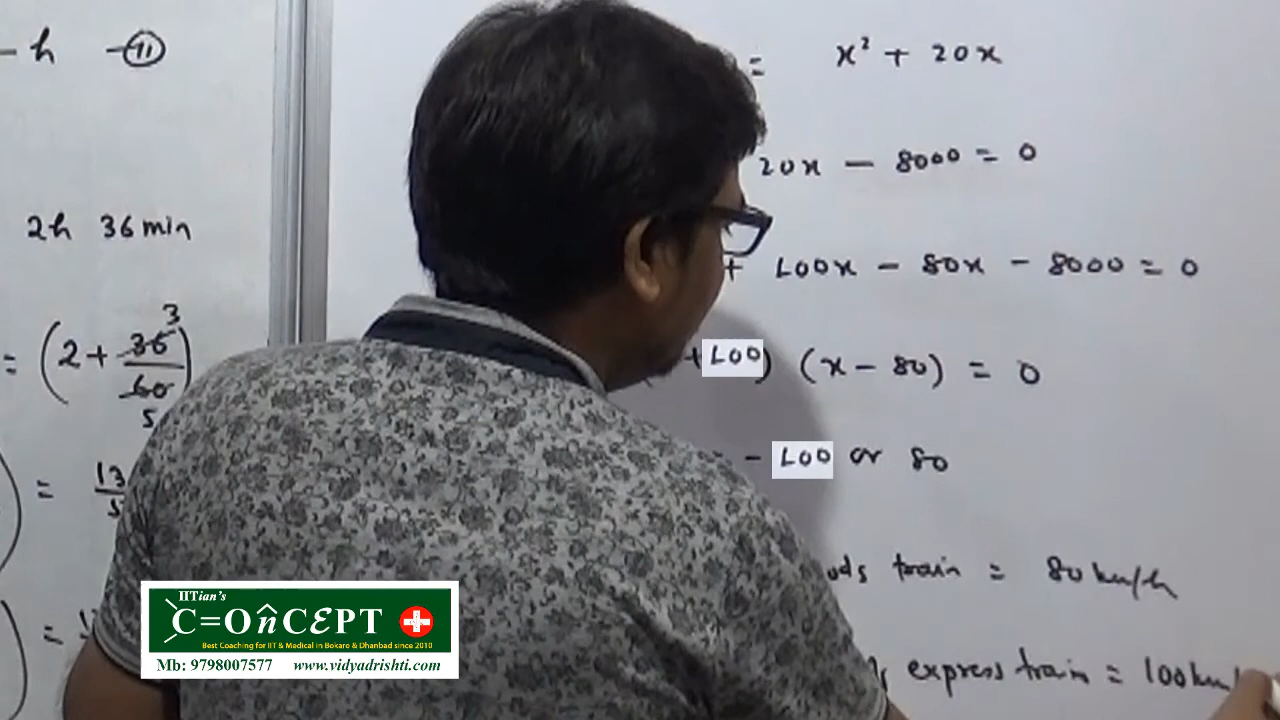 - h - (11)
2h 36 min
= (2 + 36/60)
3
5
= 13/5
=
= x² + 20x
20x - 8000 = 0
+ 100x - 80x - 8000 = 0
+ 100) (x - 80) = 0
= - 100 or 80
ods train = 80 km/h
express train = 100 km/
IITian's
CONCEPT
Best Coaching for IIT & Medical in Bokaro & Dhanbad since 2010
Mb: 9798007577 www.vidyadrishti.com